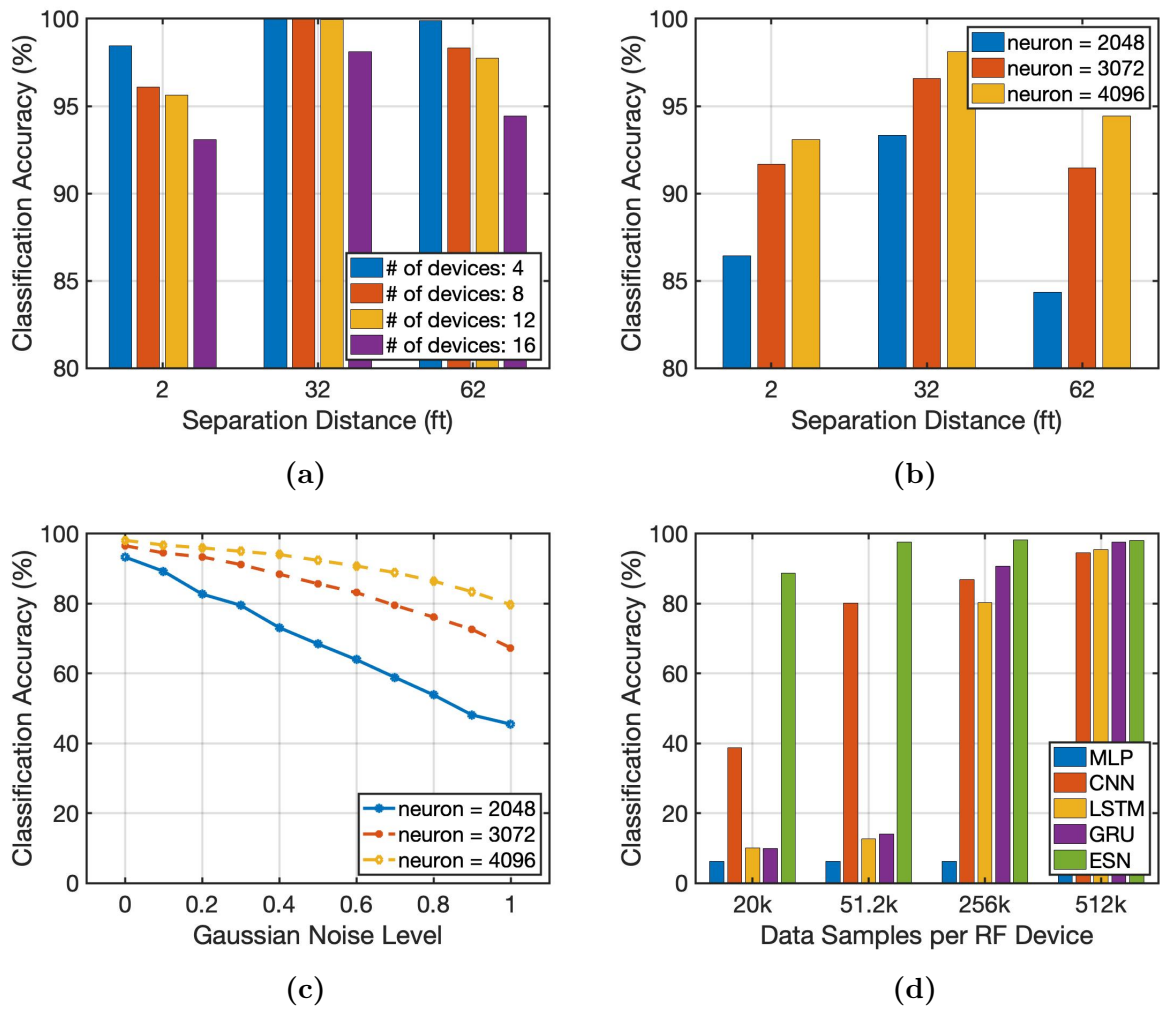 100
95
90
85
80
Classification Accuracy (%)
2
32
62
Separation Distance (ft)
# of devices: 4
# of devices: 8
# of devices: 12
# of devices: 16
(a)
100
95
90
85
80
Classification Accuracy (%)
2
32
62
Separation Distance (ft)
neuron = 2048
neuron = 3072
neuron = 4096
(b)
100
80
60
40
20
0
Classification Accuracy (%)
0
0.2
0.4
0.6
0.8
1
Gaussian Noise Level
neuron = 2048
neuron = 3072
neuron = 4096
(c)
100
80
60
40
20
0
Classification Accuracy (%)
20k
51.2k
256k
512k
Data Samples per RF Device
MLP
CNN
LSTM
GRU
ESN
(d)